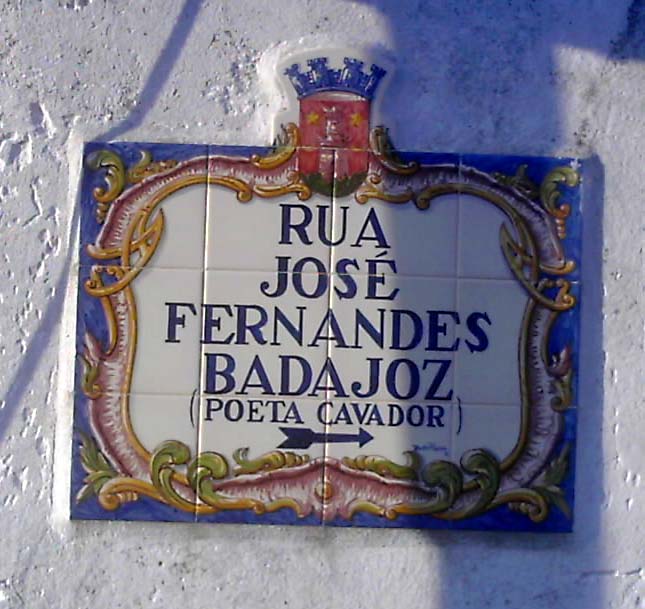 RUA
JOSÉ
FERNANDES
BADAJOZ
(POETA CAVADOR)